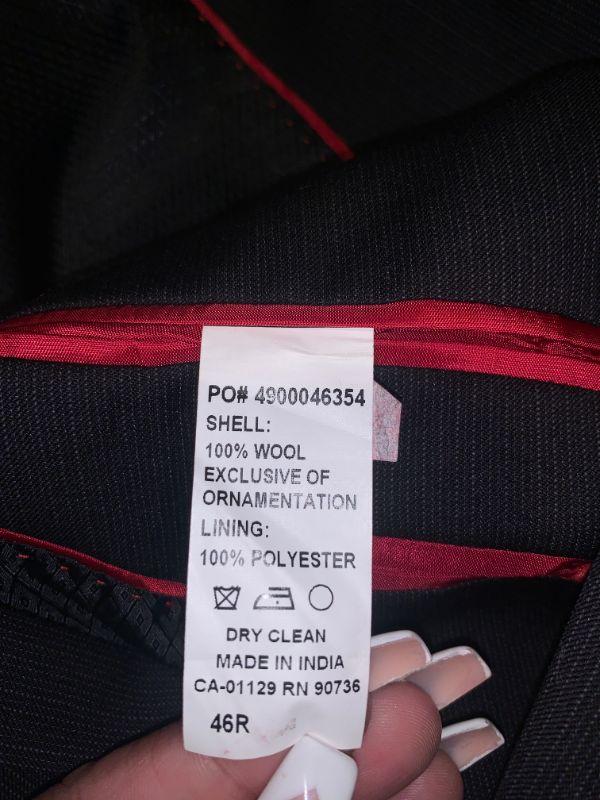 PO# 4900046354
SHELL:
100% WOOL
EXCLUSIVE OF
ORNAMENTATION
LINING:
100% POLYESTER
DRY CLEAN
MADE IN INDIA
CA-01129 RN 90736
46R